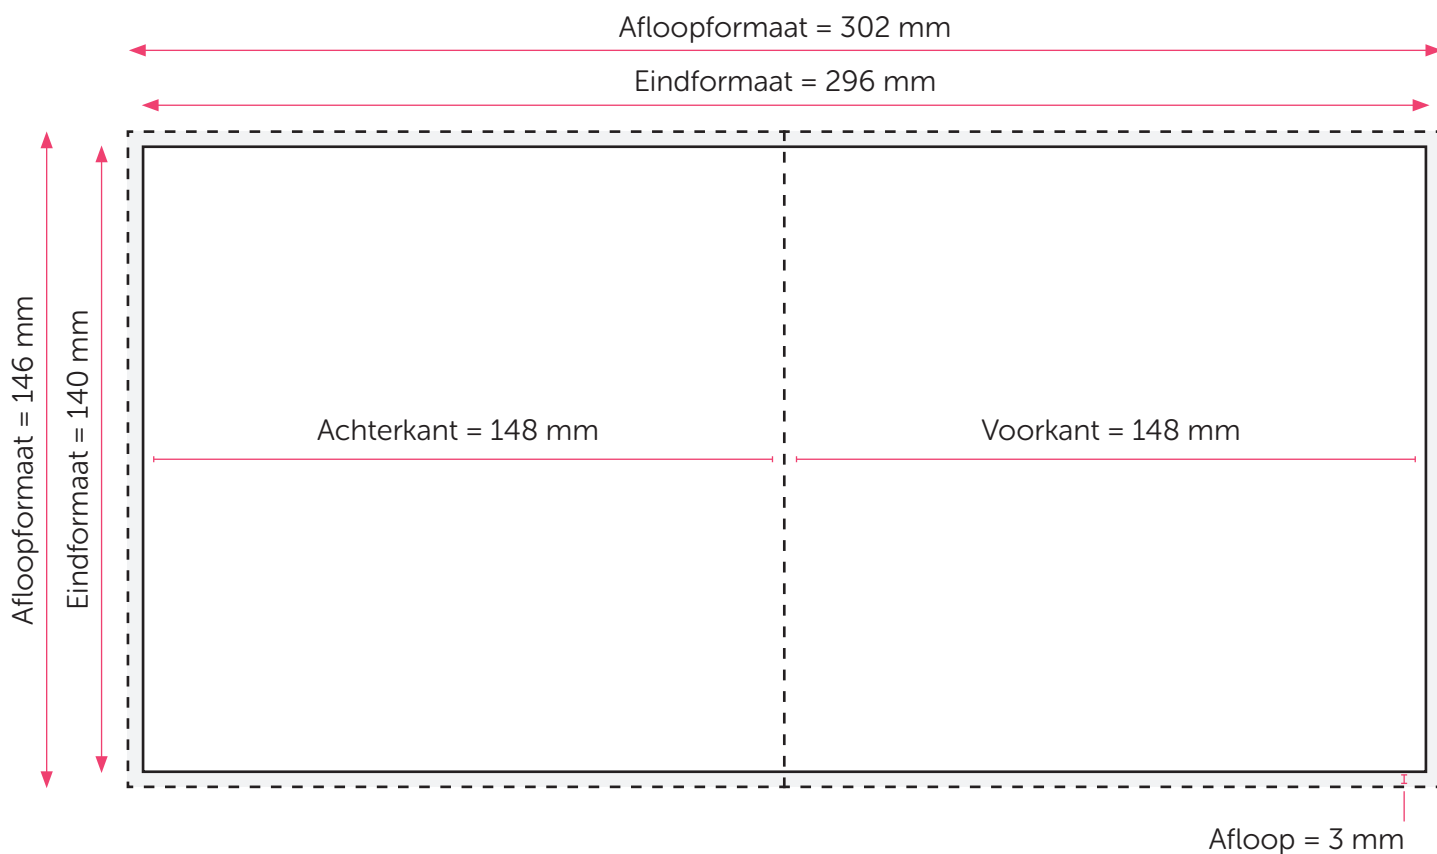 Afloopformaat = 302 mm
Eindformaat = 296 mm
Afloopformaat = 146 mm
Eindformaat = 140 mm
Achterkant = 148 mm
Voorkant = 148 mm
Afloop = 3 mm